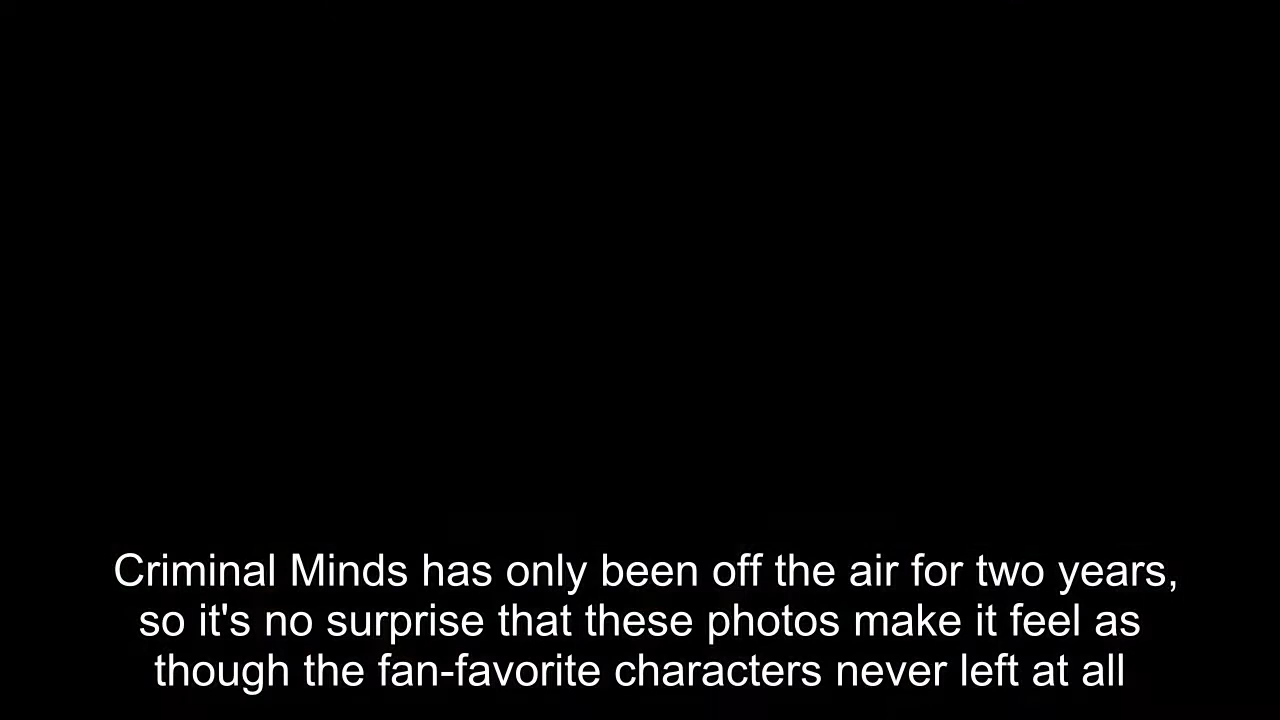 Criminal Minds has only been off the air for two years,
so it's no surprise that these photos make it feel as
though the fan-favorite characters never left at all